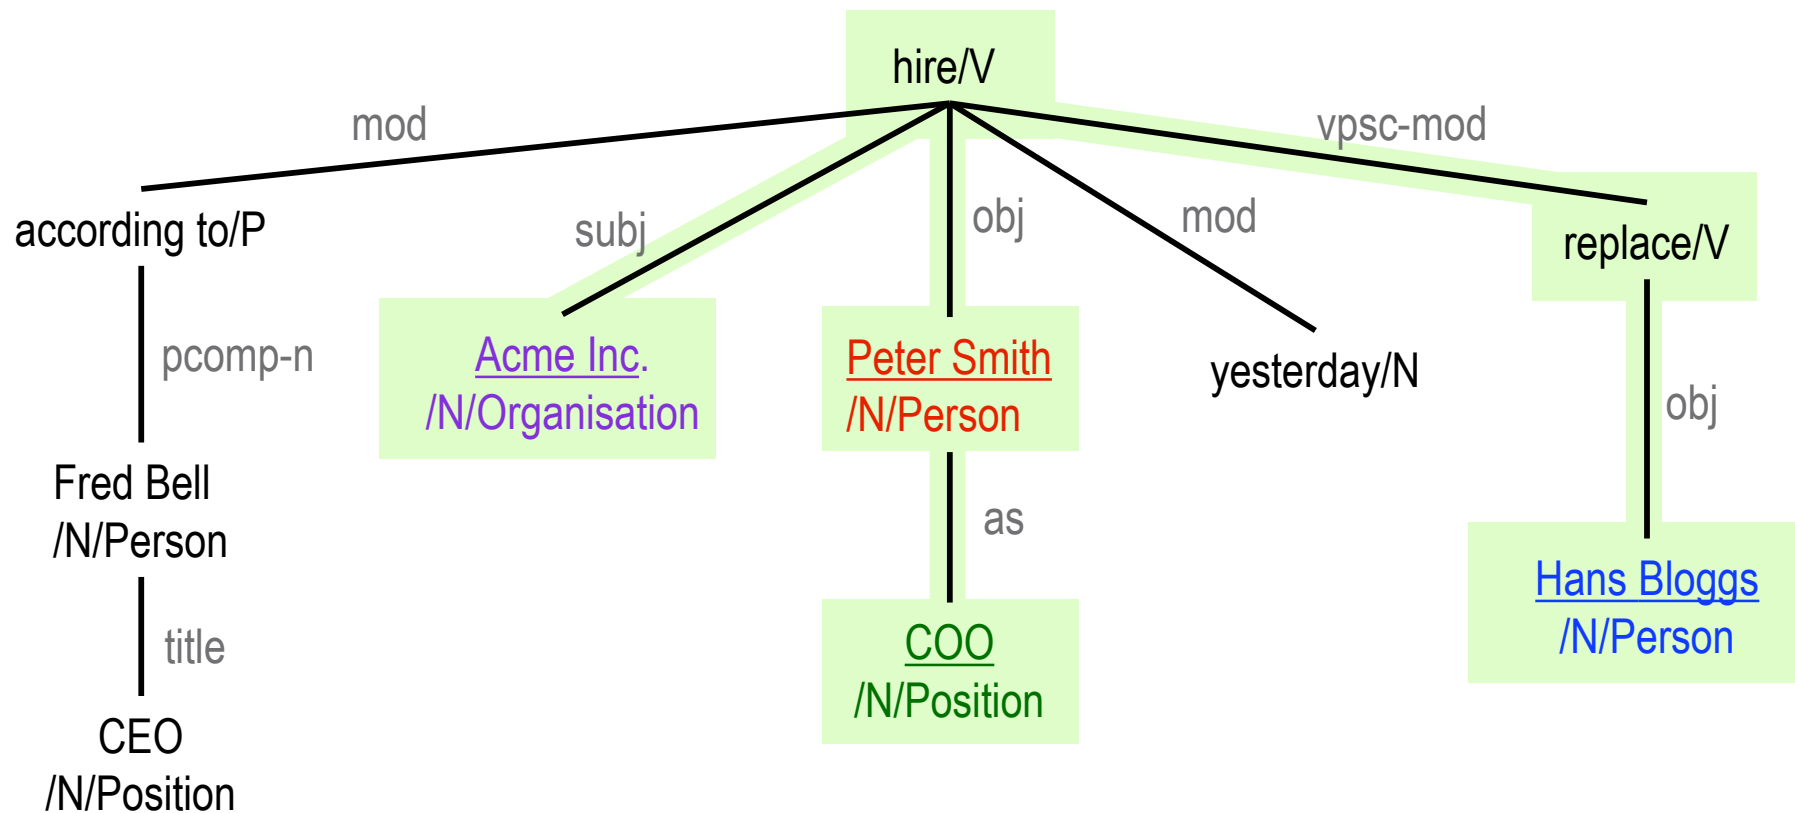 hire/V
mod
vpsc-mod
according to/P
subj
obj
mod
replace/V
pcomp-n
Acme Inc.
/N/Organisation
Peter Smith
/N/Person
yesterday/N
obj
Fred Bell
/N/Person
as
Hans Bloggs
/N/Person
title
COO
/N/Position
CEO
/N/Position